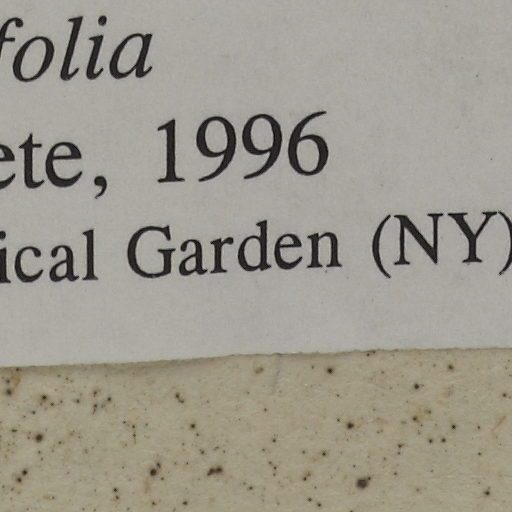 folia
ete, 1996
ical Garden (NY)